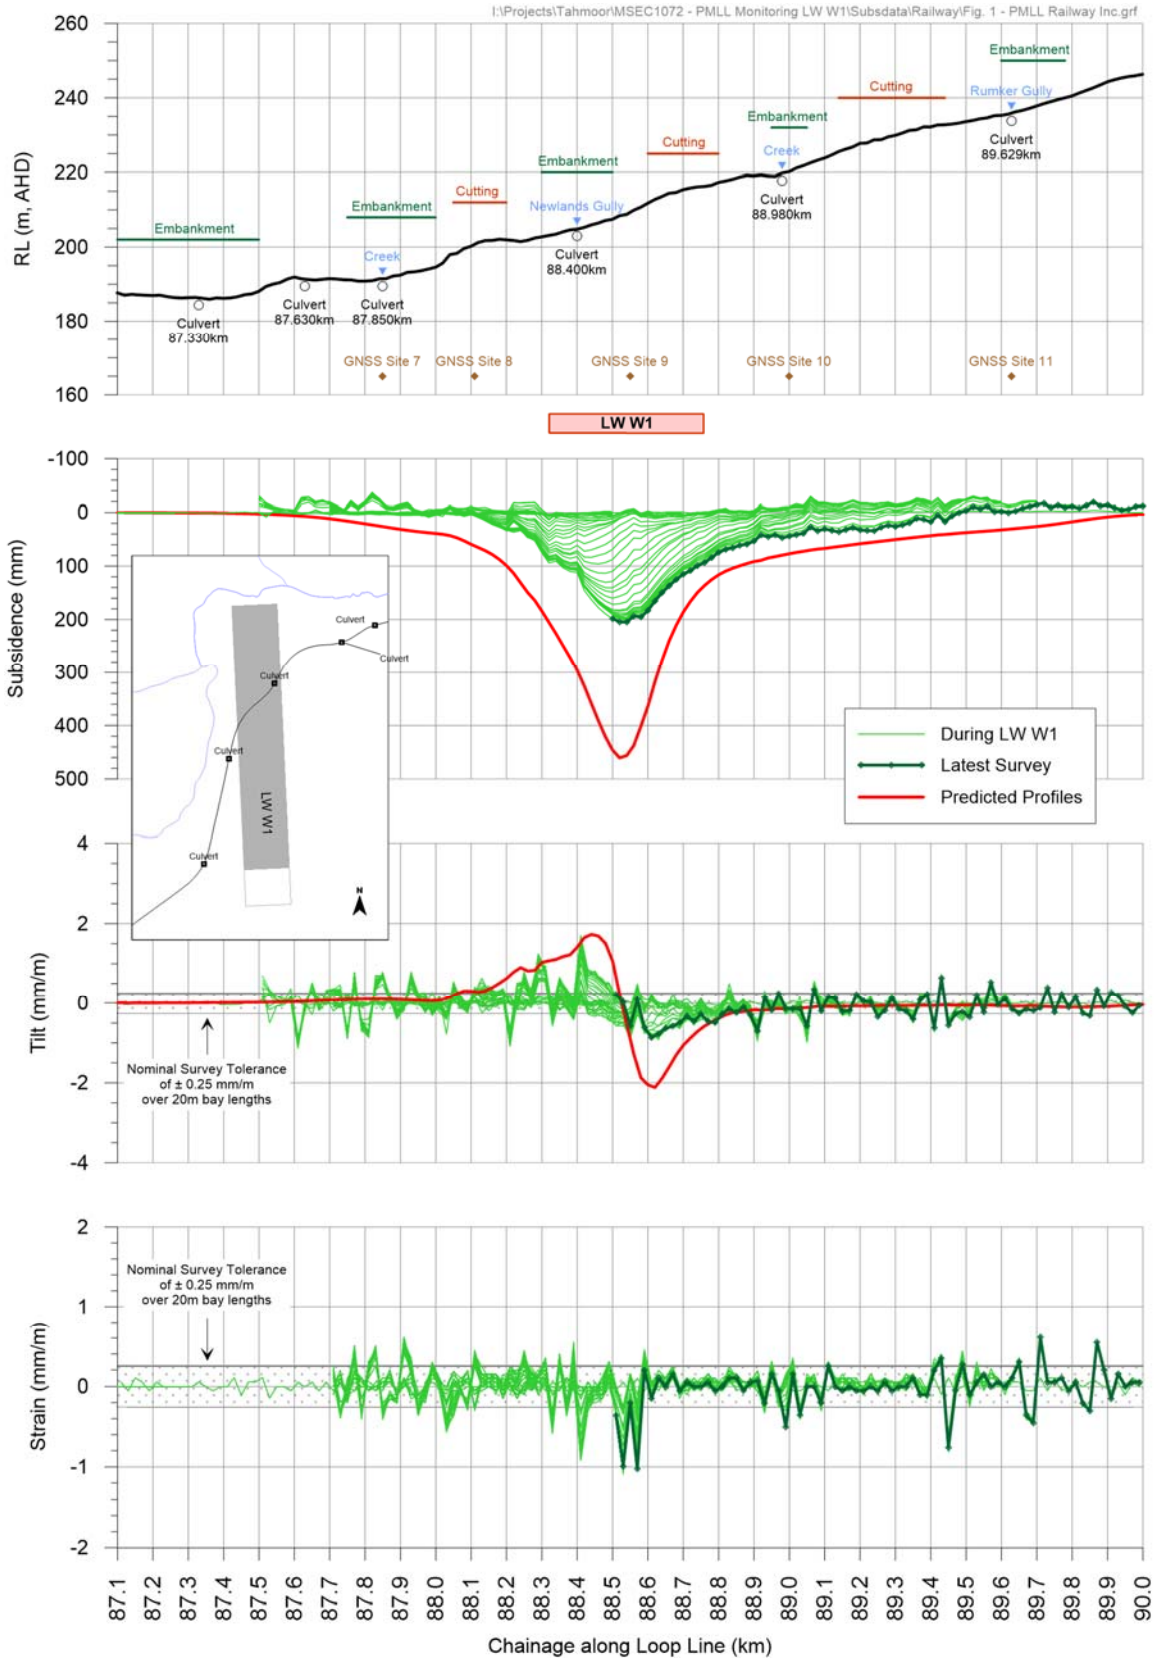 I:\Projects\Tahmoor\MSEC1072 - PMLL Monitoring LW W1\Subsdata\Railway\Fig. 1 - PMLL Railway Inc.grf
260
240
220
200
180
160
RL (m, AHD)
Embankment
Embankment
Cutting
Embankment
Cutting
Embankment
Cutting
Embankment
Creek
Newlands Gully
Creek
Rumker Gully
Culvert
87.330km
Culvert
87.630km
Culvert
87.850km
Culvert
88.400km
Culvert
88.980km
Culvert
89.629km
GNSS Site 7
GNSS Site 8
GNSS Site 9
GNSS Site 10
GNSS Site 11
LW W1
-100
0
100
200
300
400
500
Subsidence (mm)
Culvert
Culvert
Culvert
Culvert
Culvert
LW W1
N
During LW W1
Latest Survey
Predicted Profiles
4
2
0
-2
-4
Tilt (mm/m)
Nominal Survey Tolerance
of ± 0.25 mm/m
over 20m bay lengths
2
1
0
-1
-2
Strain (mm/m)
Nominal Survey Tolerance
of ± 0.25 mm/m
over 20m bay lengths
87.1
87.2
87.3
87.4
87.5
87.6
87.7
87.8
87.9
88.0
88.1
88.2
88.3
88.4
88.5
88.6
88.7
88.8
88.9
89.0
89.1
89.2
89.3
89.4
89.5
89.6
89.7
89.8
89.9
90.0
Chainage along Loop Line (km)